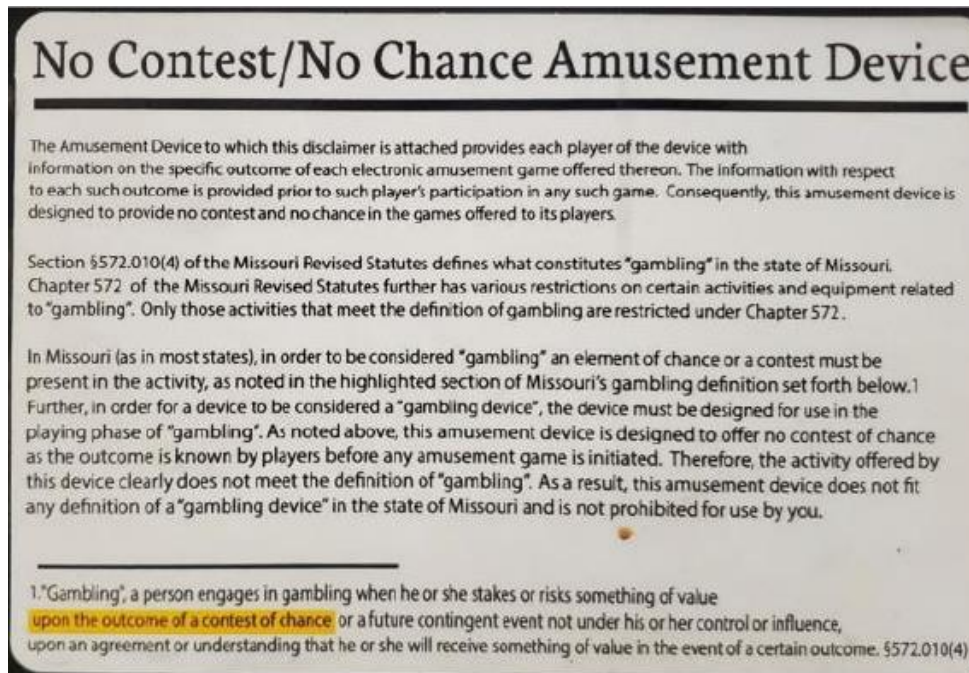 No Contest/No Chance Amusement Device
The Amusement Device to which this disclaimer is attached provides each player of the device with
information on the specific outcome of each electronic amusement game offered thereon. The information with respect
to each such outcome is provided prior to such player's participation in any such game. Consequently, this amusement device is
designed to provide no contest and no chance in the games offered to its players.
Section §572.010(4) of the Missouri Revised Statutes defines what constitutes "gambling" in the state of Missouri.
Chapter 572 of the Missouri Revised Statutes further has various restrictions on certain activities and equipment related
to "gambling". Only those activities that meet the definition of gambling are restricted under Chapter 572.
In Missouri (as in most states), in order to be considered "gambling" an element of chance or a contest must be
present in the activity, as noted in the highlighted section of Missouri's gambling definition set forth below.1
Further, in order for a device to be considered a "gambling device", the device must be designed for use in the
playing phase of "gambling". As noted above, this amusement device is designed to offer no contest of chance
as the outcome is known by players before any amusement game is initiated. Therefore, the activity offered by
this device clearly does not meet the definition of "gambling". As a result, this amusement device does not fit
any definition of a "gambling device" in the state of Missouri and is not prohibited for use by you.
1."Gambling", a person engages in gambling when he or she stakes or risks something of value
upon the outcome of a contest of chance or a future contingent event not under his or her control or influence,
upon an agreement or understanding that he or she will receive something of value in the event of a certain outcome. §572.010(4)